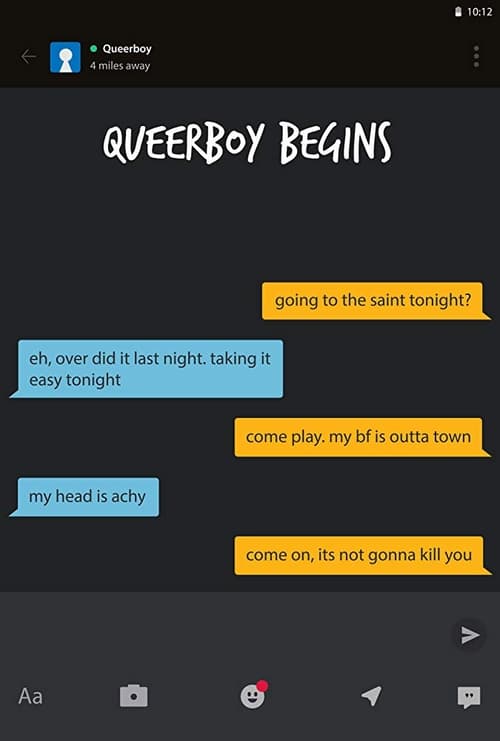 10:12
Queerboy
4 miles away
QUEERBOY BEGINS
going to the saint tonight?
eh, over did it last night. taking it
easy tonight
come play. my bf is outta town
my head is achy
come on, its not gonna kill you
Aa